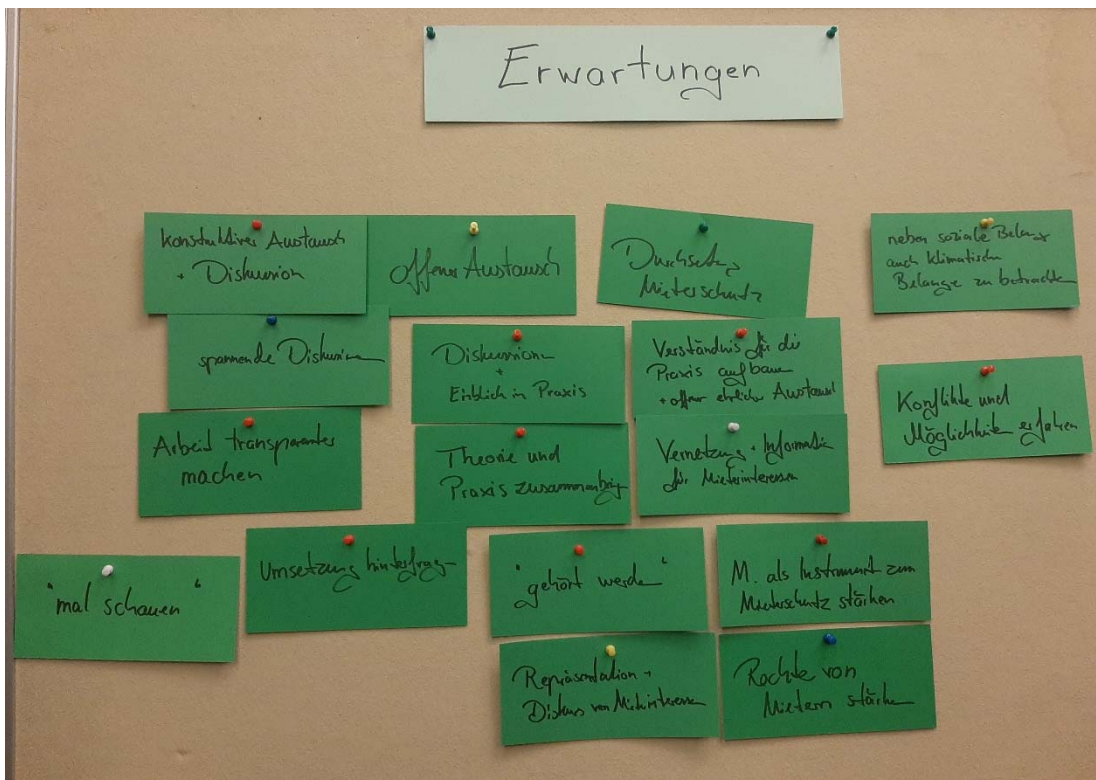 Erwartungen
Konstruktiver Austausch
+ Diskussion
offener Austausch
Durchsetzung
Mieterschutz
neben soziale Belange
auch klimatische
Belange zu betrachten
spannende Diskussion
Diskussion
+
Einblick in Praxis
Verständnis für die
Praxis aufbauen
+ offener ehrlicher Austausch
Konflikte und
Möglichkeiten erfahren
Arbeit transparenter
machen
Theorie und
Praxis zusammenbringen
Vernetzung + Information
für Mieterinteressen
"mal schauen"
Umsetzung hinterfragen
"gehört werden"
M. als Instrument zum
Mieterschutz stärken
Repräsentation +
Diskurs von Mieterinteressen
Rechte von
Mietern stärken